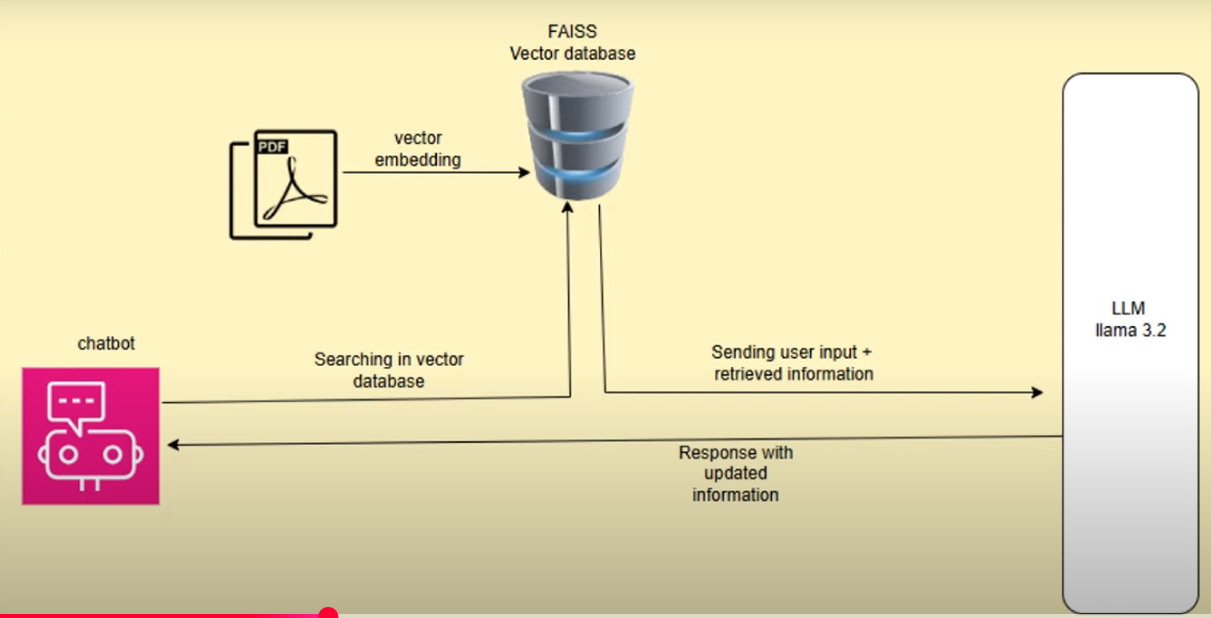 FAISS
Vector database
PDF
vector
embedding
chatbot
Searching in vector
database
Sending user input +
retrieved information
LLM
llama 3.2
Response with
updated
information